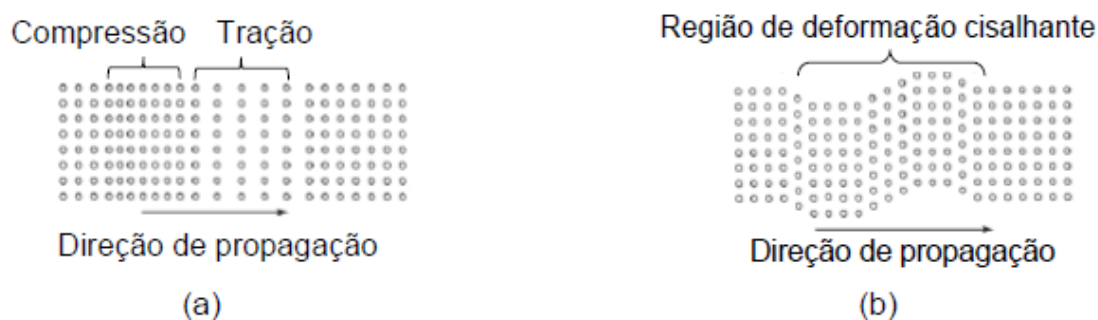 Compressão Tração
Direção de propagação
(a)
Região de deformação cisalhante
Direção de propagação
(b)